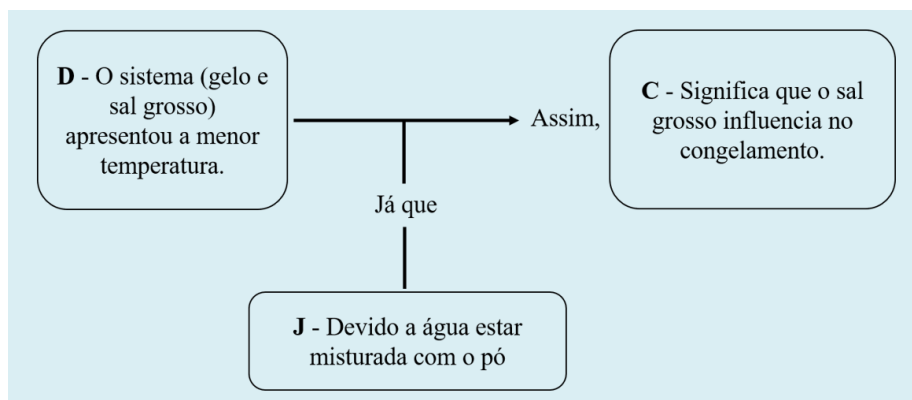 D - O sistema (gelo e
sal grosso)
apresentou a menor
temperatura.
Assim,
C - Significa que o sal
grosso influencia no
congelamento.
Já que
J - Devido a água estar
misturada com o pó